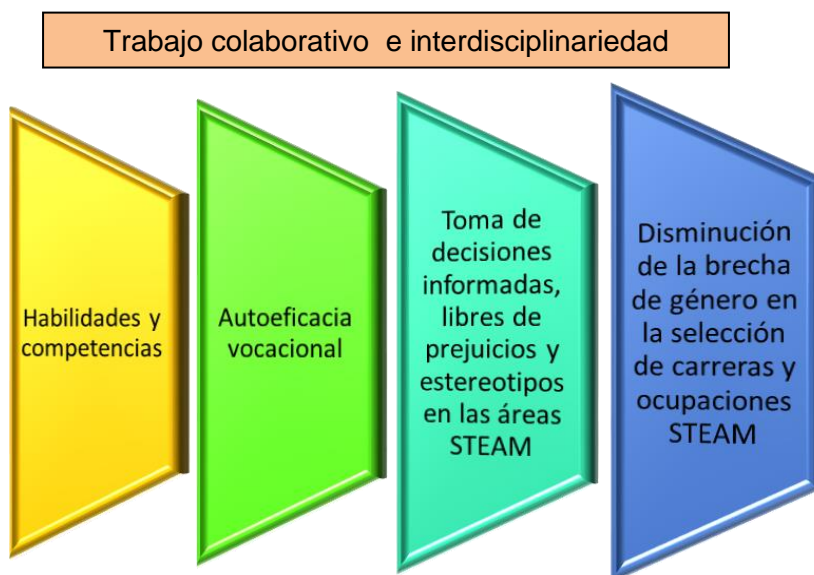 Trabajo colaborativo e interdisciplinariedad
Habilidades y
competencias
Autoeficacia
vocacional
Toma de
decisiones
informadas,
libres de
prejuicios y
estereotipos
en las áreas
STEAM
Disminución
de la brecha
de género en
la selección
de carreras y
ocupaciones
STEAM